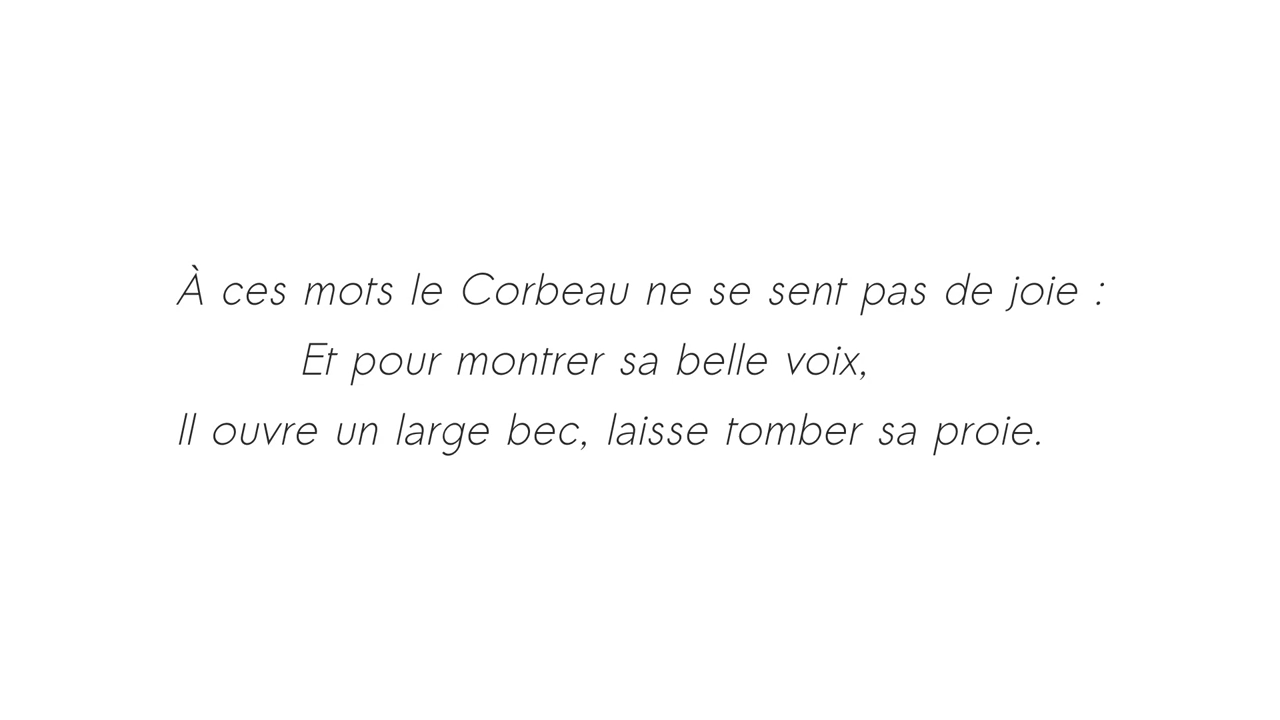 À ces mots le Corbeau ne se sent pas de joie :
Et pour montrer sa belle voix,
Il ouvre un large bec, laisse tomber sa proie.